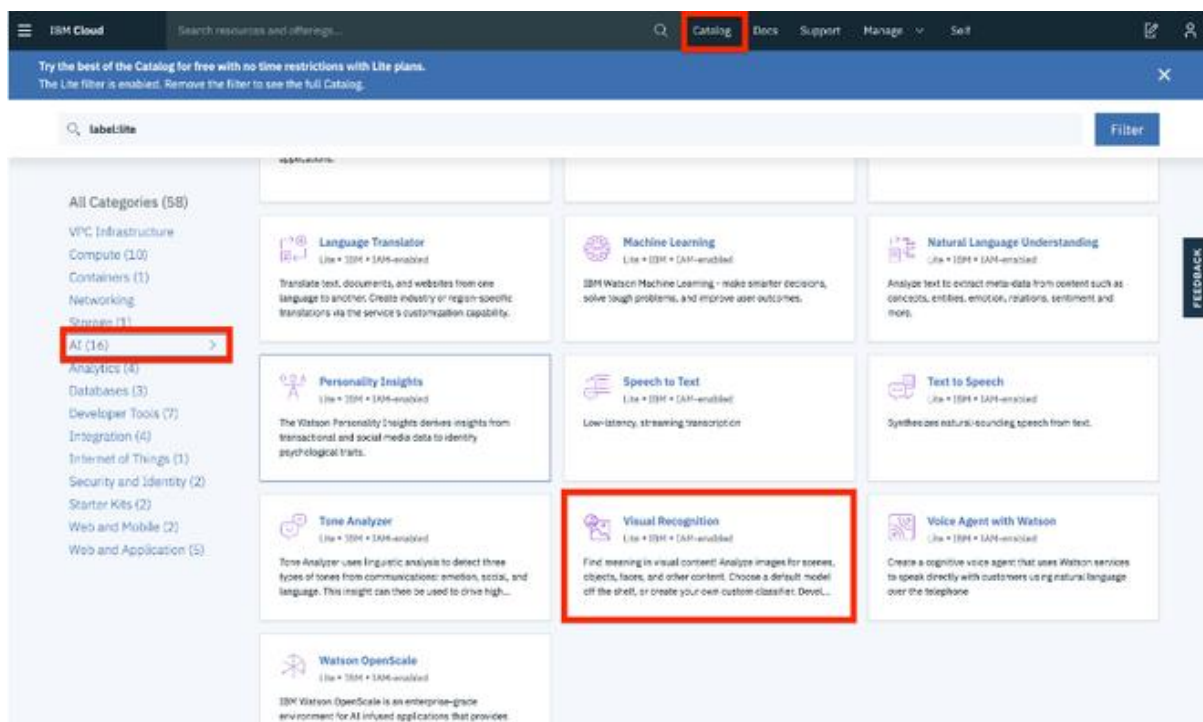 IBM Cloud
Search resources and offerings...
Catalog
Docs
Support
Manage
Self
Try the best of the Catalog for free with no time restrictions with Lite plans.
The Lite filter is enabled. Remove the filter to see the full Catalog.
label:lite
Filter
applications.
All Categories (58)
VPC Infrastructure
Compute (10)
Containers (1)
Networking
Storage (1)
AI (16)
Analytics (4)
Databases (3)
Developer Tools (7)
Integration (4)
Internet of Things (1)
Security and Identity (2)
Starter Kits (2)
Web and Mobile (2)
Web and Application (5)
Language Translator
Lite • IBM • IAM-enabled
Translate text, documents, and websites from one
language to another. Create industry or region-specific
translations via the service's customization capability.
Machine Learning
Lite • IBM • IAM-enabled
IBM Watson Machine Learning - make smarter decisions,
solve tough problems, and improve user outcomes.
Natural Language Understanding
Lite • IBM • IAM-enabled
Analyze text to extract meta-data from content such as
concepts, entities, emotion, relations, sentiment and
more.
Personality Insights
Lite • IBM • IAM-enabled
The Watson Personality Insights derives insights from
transactional and social media data to identify
psychological traits.
Speech to Text
Lite • IBM • IAM-enabled
Low-latency, streaming transcription
Text to Speech
Lite • IBM • IAM-enabled
Synthesizes natural-sounding speech from text.
Tone Analyzer
Lite • IBM • IAM-enabled
Tone Analyzer uses linguistic analysis to detect three
types of tones from communications: emotion, social, and
language. This insight can then be used to drive high...
Visual Recognition
Lite • IBM • IAM-enabled
Find meaning in visual content! Analyze images for scenes,
objects, faces, and other content. Choose a default model
off the shelf, or create your own custom classifier. Devel...
Voice Agent with Watson
Lite • IBM • IAM-enabled
Create a cognitive voice agent that uses Watson services
to speak directly with customers using natural language
over the telephone
Watson OpenScale
Lite • IBM • IAM-enabled
IBM Watson OpenScale is an enterprise-grade
environment for AI infused applications that provides
FEEDBACK